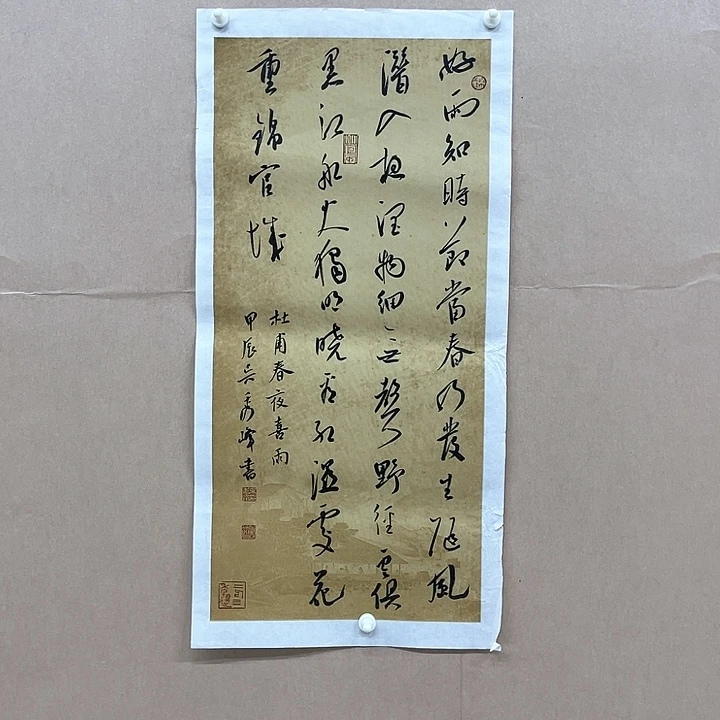 好雨知時節當春乃發生隨風
潛入夜潤物細無聲野徑雲俱
黑江船火獨明曉看紅濕處花
重錦官城
杜甫春夜喜雨
甲辰吴秀峰書